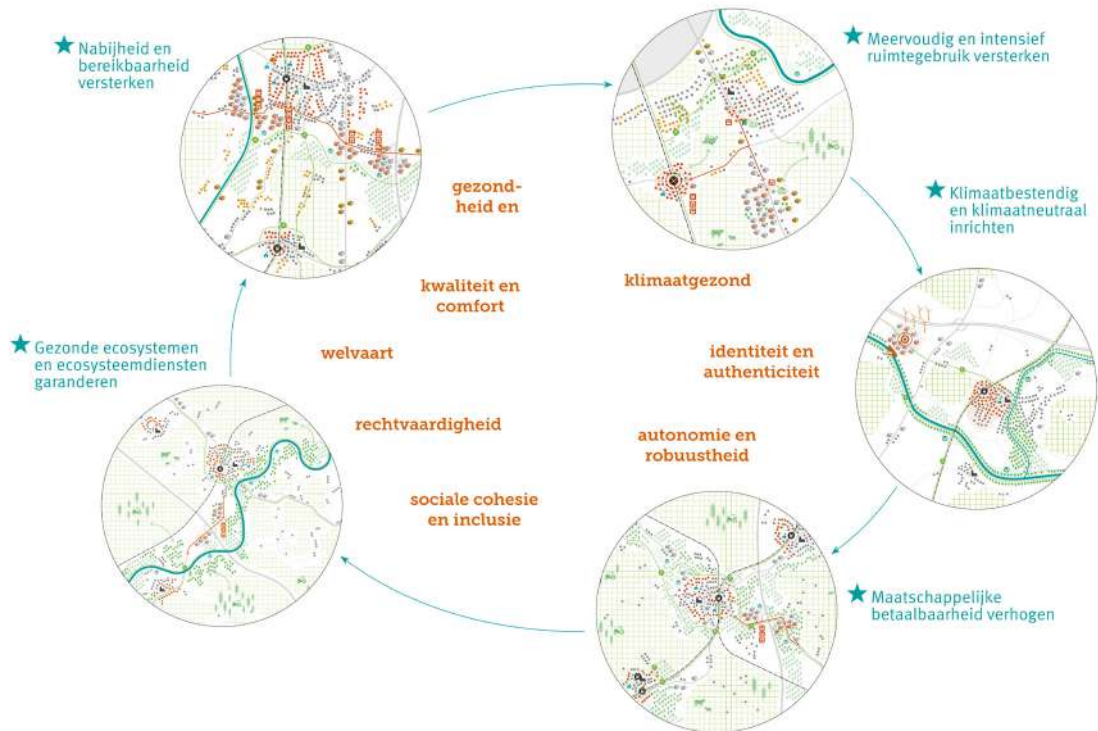 Nabijheid en
bereikbaarheid
versterken
Meervoudig en intensief
ruimtegebruik versterken
Klimaatbestendig
en klimaatneutraal
inrichten
gezond-
heid en
kwaliteit en
comfort
klimaatgezond
welvaart
identiteit en
authenticiteit
Gezonde ecosystemen
en ecosysteemdiensten
garanderen
rechtvaardigheid
autonomie en
robuustheid
sociale cohesie
en inclusie
Maatschappelijke
betaalbaarheid verhogen